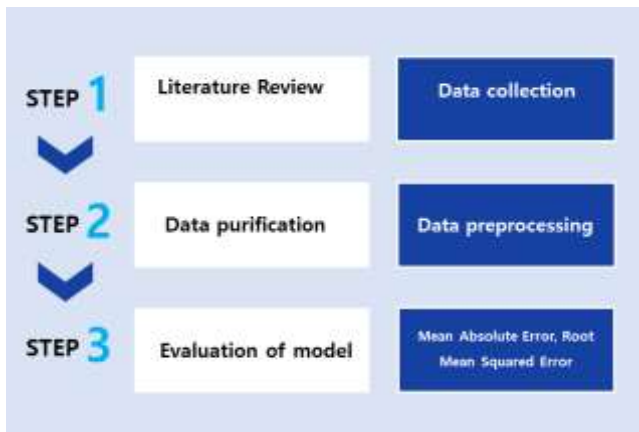 STEP 1
Literature Review
Data collection
STEP 2
Data purification
Data preprocessing
STEP 3
Evaluation of model
Mean Absolute Error, Root
Mean Squared Error